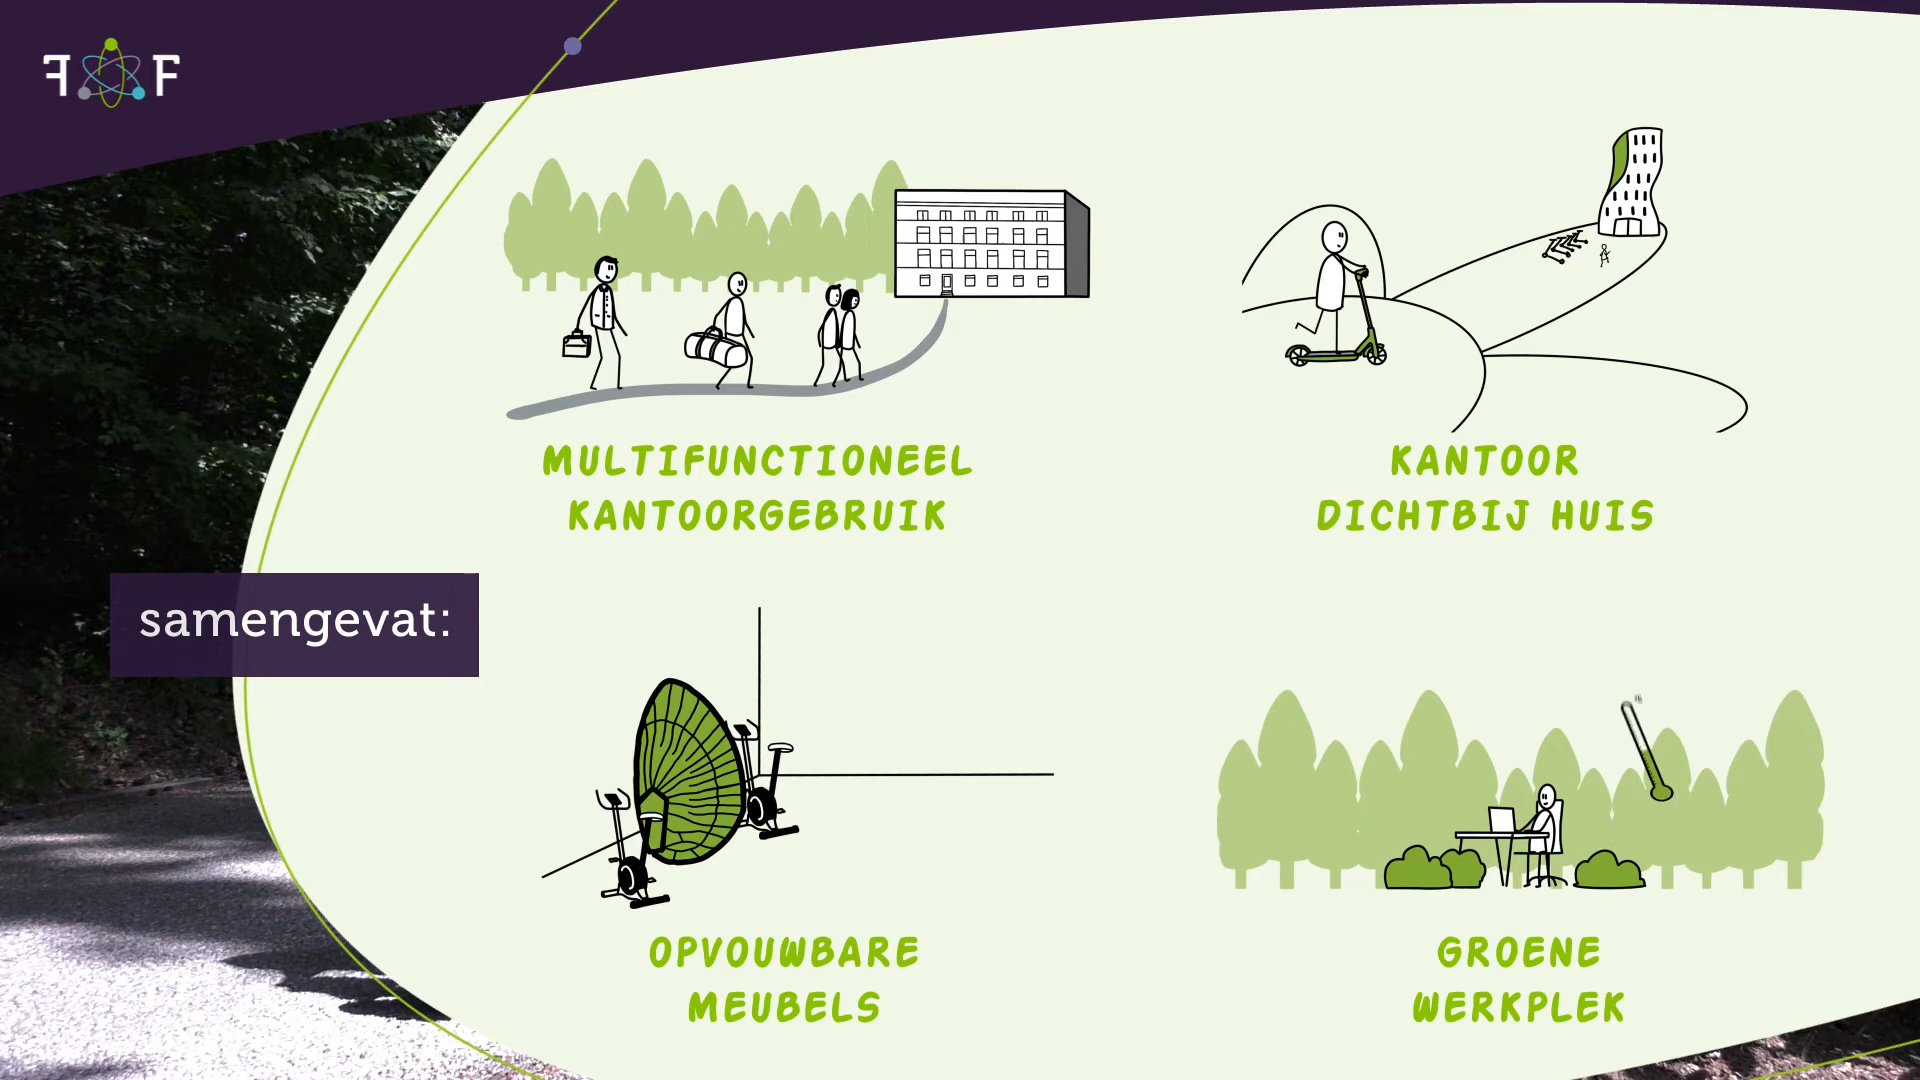 F F
MULTIFUNCTIONEEL
KANTOORGEBRUIK
KANTOOR
DICHTBIJ HUIS
samengevat:
OPVOUWBARE
MEUBELS
GROENE
WERKPLEK